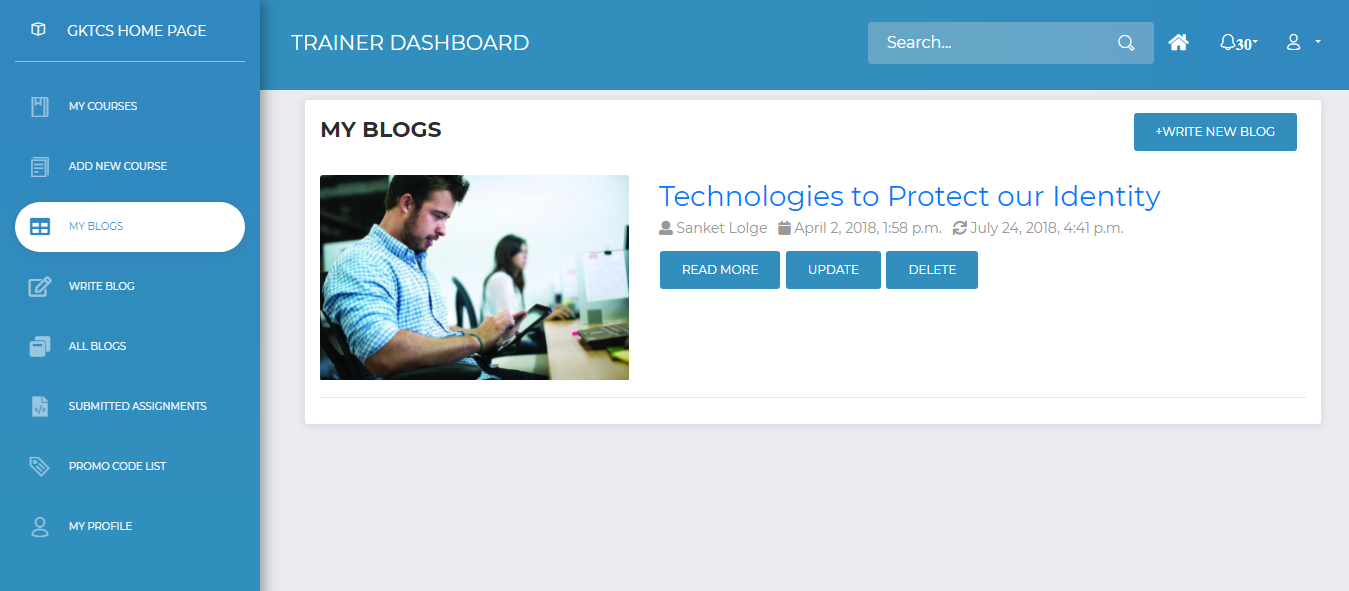 GKTCS HOME PAGE
MY COURSES
ADD NEW COURSE
MY BLOGS
WRITE BLOG
ALL BLOGS
SUBMITTED ASSIGNMENTS
PROMO CODE LIST
MY PROFILE
TRAINER DASHBOARD
Search...
30
MY BLOGS
+WRITE NEW BLOG
Technologies to Protect our Identity
Sanket Lolge April 2, 2018, 1:58 p.m. July 24, 2018, 4:41 p.m.
READ MORE UPDATE DELETE